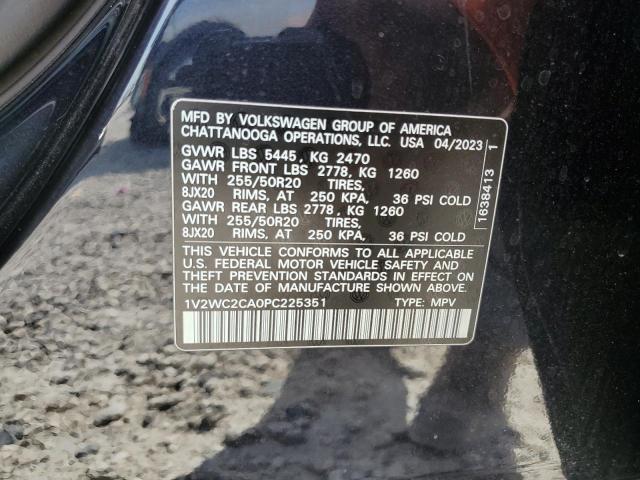 MFD BY VOLKSWAGEN GROUP OF AMERICA
CHATTANOOGA OPERATIONS, LLC. USA 04/2023
GVWR LBS 5445, KG 2470
GAWR FRONT LBS 2778, KG 1260
WITH 255/50R20 TIRES,
8JX20 RIMS, AT 250 KPA, 36 PSI COLD
GAWR REAR LBS 2778, KG 1260
WITH 255/50R20 TIRES,
8JX20 RIMS, AT 250 KPA, 36 PSI COLD
THIS VEHICLE CONFORMS TO ALL APPLICABLE
U.S. FEDERAL MOTOR VEHICLE SAFETY AND
THEFT PREVENTION STANDARDS IN EFFECT ON
THE DATE OF MANUFACTURE SHOWN ABOVE.
1V2WC2CA0PC225351 TYPE: MPV
1638413 1